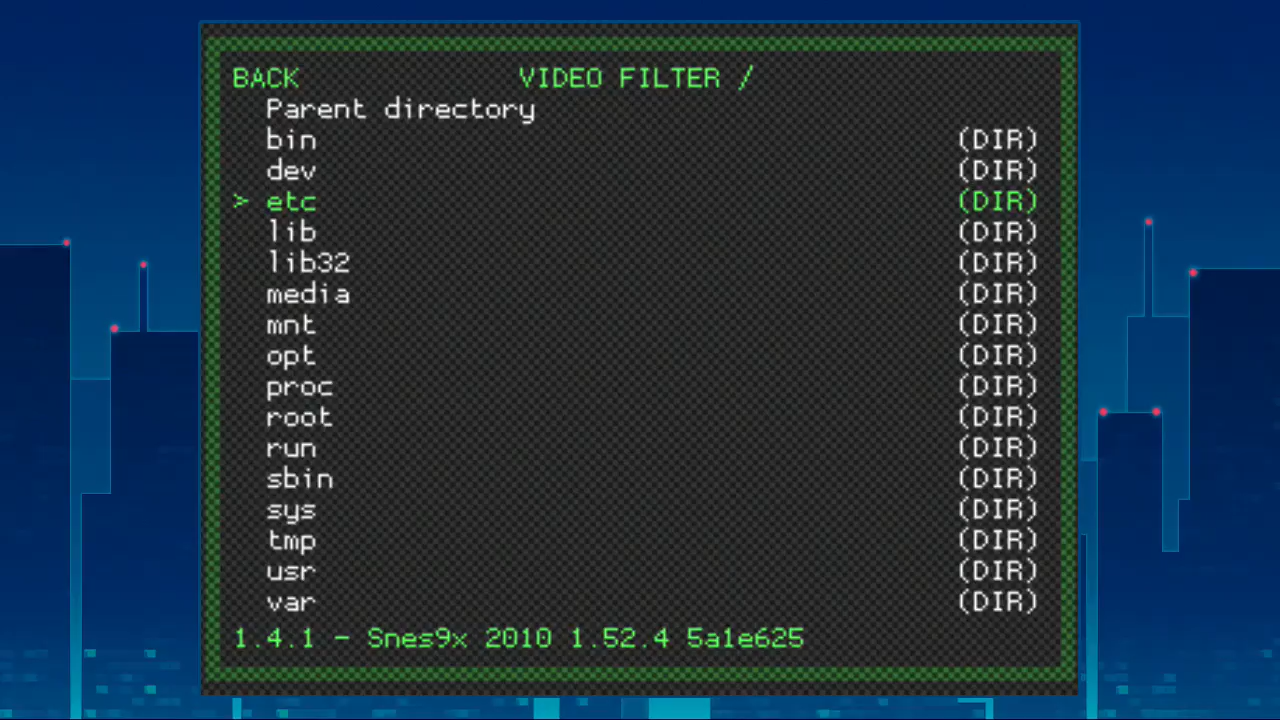 BACK VIDEO FILTER /
Parent directory
bin (DIR)
dev (DIR)
> etc (DIR)
lib (DIR)
lib32 (DIR)
media (DIR)
mnt (DIR)
opt (DIR)
proc (DIR)
root (DIR)
run (DIR)
sbin (DIR)
sys (DIR)
tmp (DIR)
usr (DIR)
var (DIR)
1.4.1 - Snes9x 2010 1.52.4 5a1e625